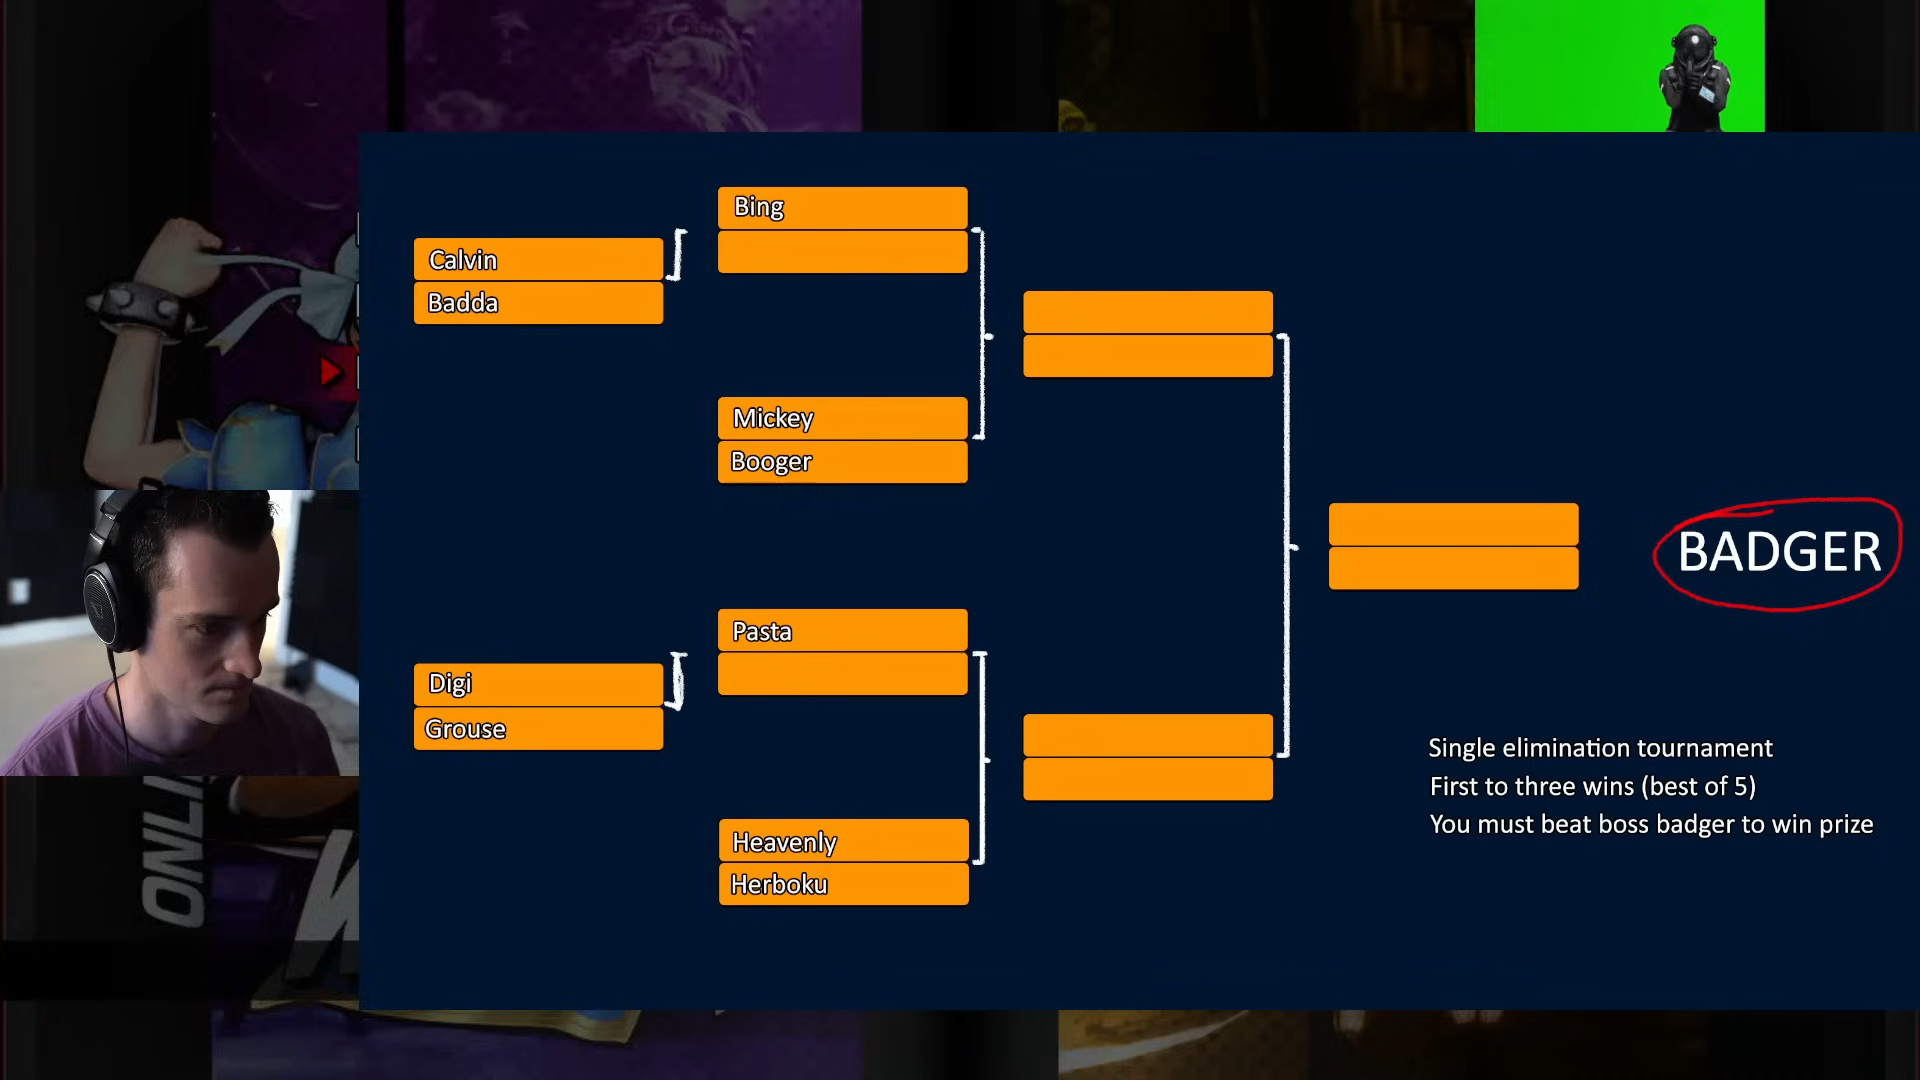 Bing
Calvin
Badda
Mickey
Booger
BADGER
Pasta
Digi
Grouse
Heavenly
Herboku
Single elimination tournament
First to three wins (best of 5)
You must beat boss badger to win prize